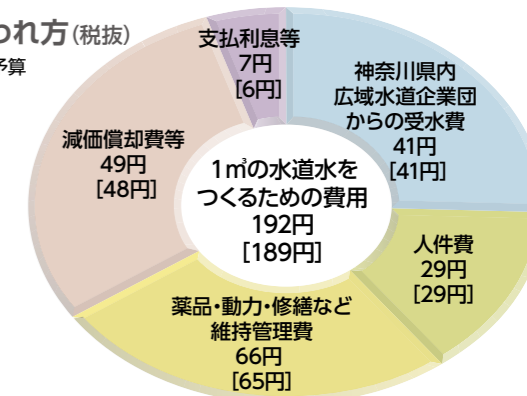 われ方(税抜)
予算
支払利息等
7円
[6円]
神奈川県内
広域水道企業団
からの受水費
41円
[41円]
減価償却費等
49円
[48円]
1㎥の水道水を
つくるための費用
192円
[189円]
人件費
29円
[29円]
薬品・動力・修繕など
維持管理費
66円
[65円]